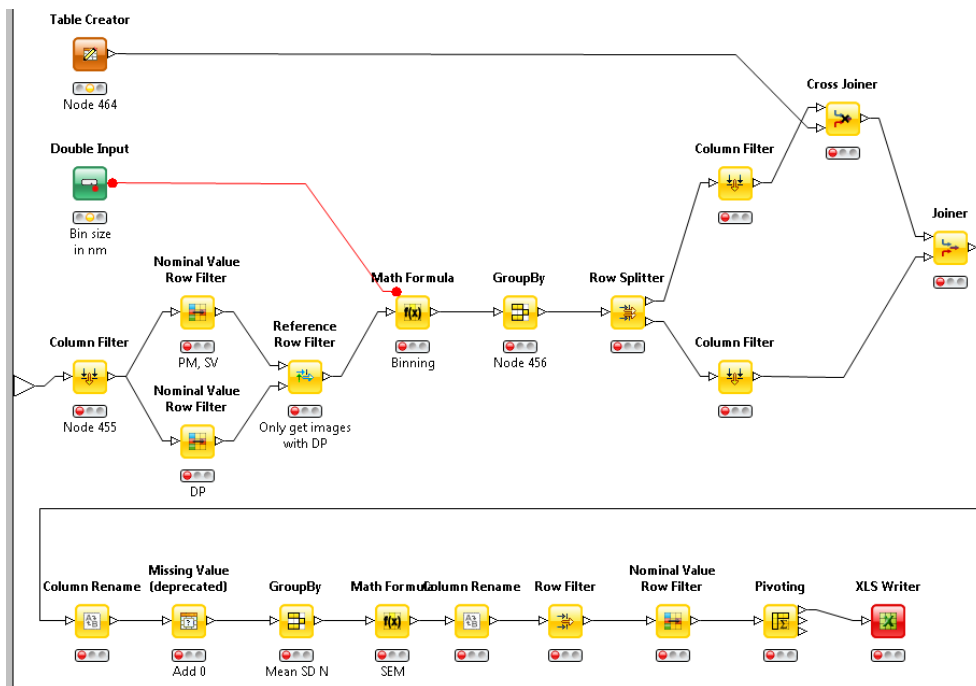 Table Creator
Node 464
Cross Joiner
Double Input
Bin size
in nm
Column Filter
Joiner
Nominal Value
Row Filter
PM, SV
Math Formula
f(x)
Binning
GroupBy
Node 456
Row Splitter
Reference
Row Filter
Only get images
with DP
Column Filter
Node 455
Nominal Value
Row Filter
DP
Column Filter
Column Rename
Missing Value
(deprecated)
Add 0
GroupBy
Mean SD N
Math Formula
f(x)
SEM
Column Rename
Row Filter
Nominal Value
Row Filter
Pivoting
XLS Writer